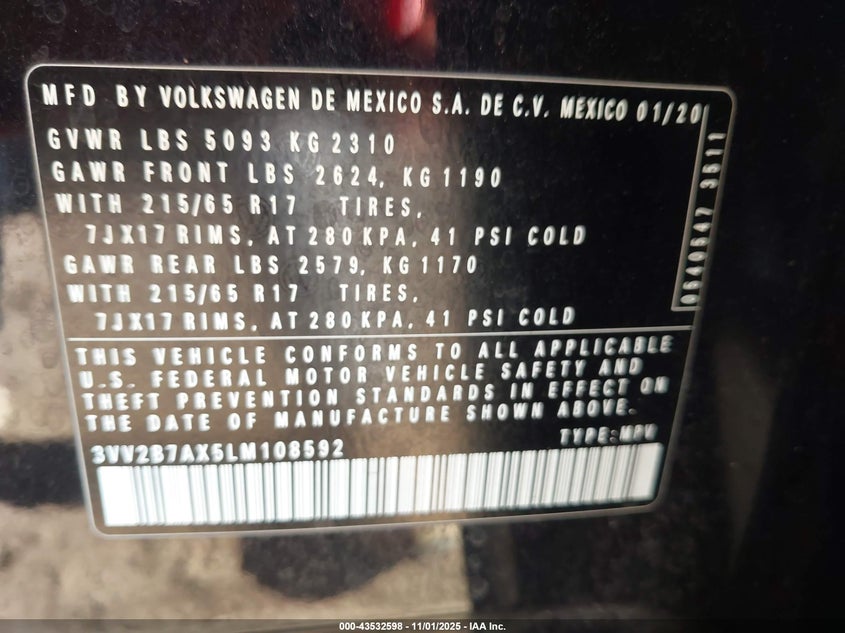 MFD BY VOLKSWAGEN DE MEXICO S.A. DE C.V. MEXICO 01/20
GVWR LBS 5093 KG 2310
GAWR FRONT LBS 2624, KG 1190
WITH 215/65 R17 TIRES,
7JX17 RIMS, AT 280 KPA, 41 PSI COLD
GAWR REAR LBS 2579, KG 1170
WITH 215/65 R17 TIRES,
7JX17 RIMS, AT 280 KPA, 41 PSI COLD
THIS VEHICLE CONFORMS TO ALL APPLICABLE
U.S. FEDERAL MOTOR VEHICLE SAFETY AND
THEFT PREVENTION STANDARDS IN EFFECT ON
THE DATE OF MANUFACTURE SHOWN ABOVE.
TYPE: MPV
3VV2B7AX5LM108592
000-43532598 - 11/01/2025 - IAA Inc.